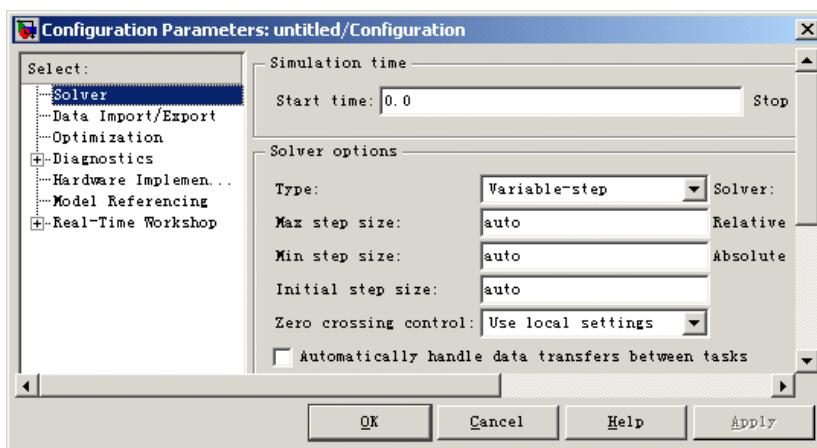 Configuration Parameters: untitled/Configuration
Select:
Solver
Data Import/Export
Optimization
Diagnostics
Hardware Implemen...
Model Referencing
Real-Time Workshop
Simulation time
Start time: 0.0 Stop
Solver options
Type: Variable-step Solver:
Max step size: auto Relative
Min step size: auto Absolute
Initial step size: auto
Zero crossing control: Use local settings
Automatically handle data transfers between tasks
OK Cancel Help Apply